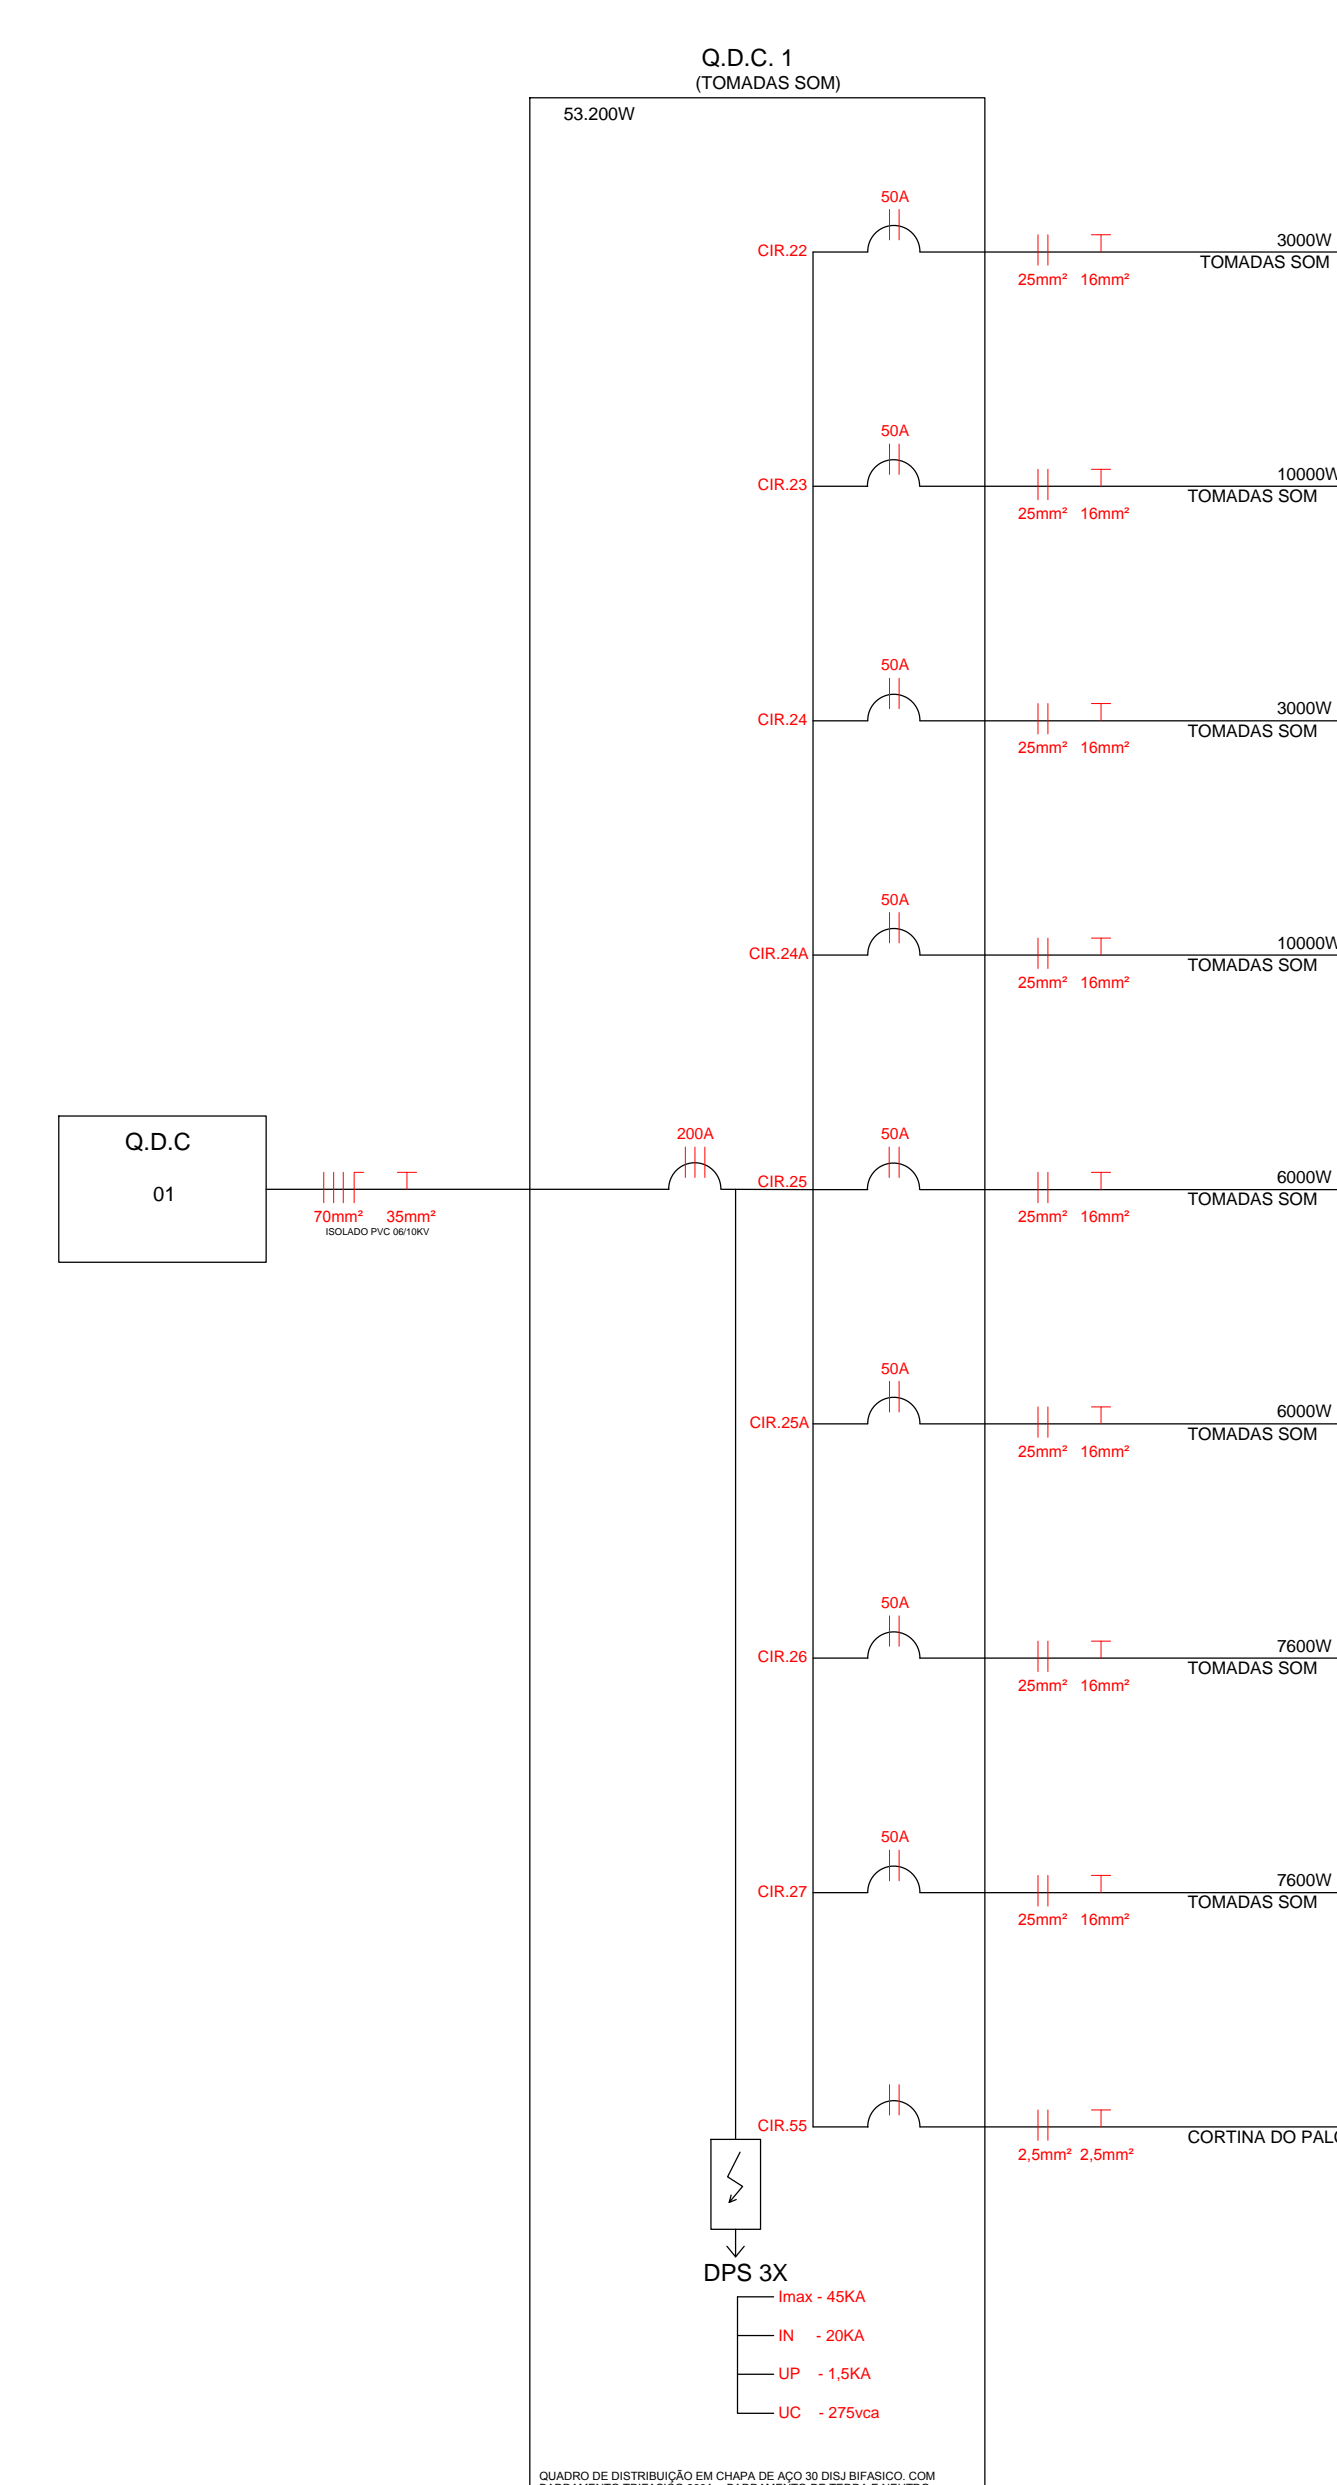 Q.D.C. 1
(TOMADAS SOM)
53.200W
50A
CIR.22
25mm² 16mm²
3000W
TOMADAS SOM
50A
CIR.23
25mm² 16mm²
10000W
TOMADAS SOM
50A
CIR.24
25mm² 16mm²
3000W
TOMADAS SOM
50A
CIR.24A
25mm² 16mm²
10000W
TOMADAS SOM
Q.D.C
01
70mm² 35mm²
ISOLADO PVC 06/10KV
200A
50A
CIR.25
25mm² 16mm²
6000W
TOMADAS SOM
50A
CIR.25A
25mm² 16mm²
6000W
TOMADAS SOM
50A
CIR.26
25mm² 16mm²
7600W
TOMADAS SOM
50A
CIR.27
25mm² 16mm²
7600W
TOMADAS SOM
CIR.55
2,5mm² 2,5mm²
CORTINA DO
DPS 3X
Imax - 45KA
IN - 20KA
UP - 1,5KA
UC - 275vca
QUADRO DE DISTRIBUIÇÃO EM CHAPA DE AÇO 30 DISJ BIFASICO. COM